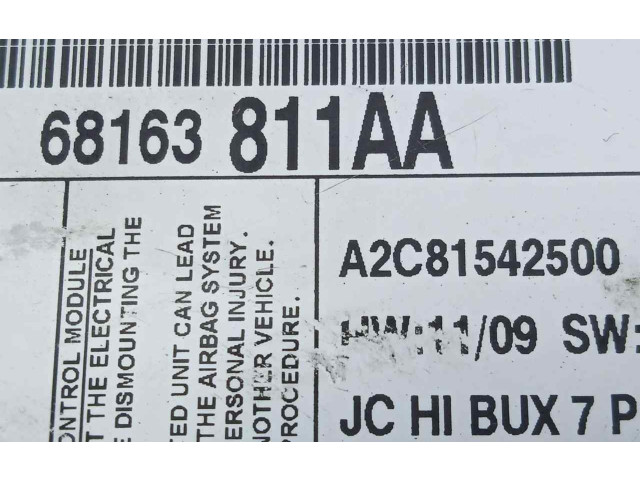 68163 811AA
A2C81542500
HW:11/09 SW:
JC HI BUX 7 P
ONTROL MODULE
T THE ELECTRICAL
E DISMOUNTING THE
TED UNIT CAN LEAD
THE AIRBAG SYSTEM
ERSONAL INJURY.
NOTHER VEHICLE.
PROCEDURE.